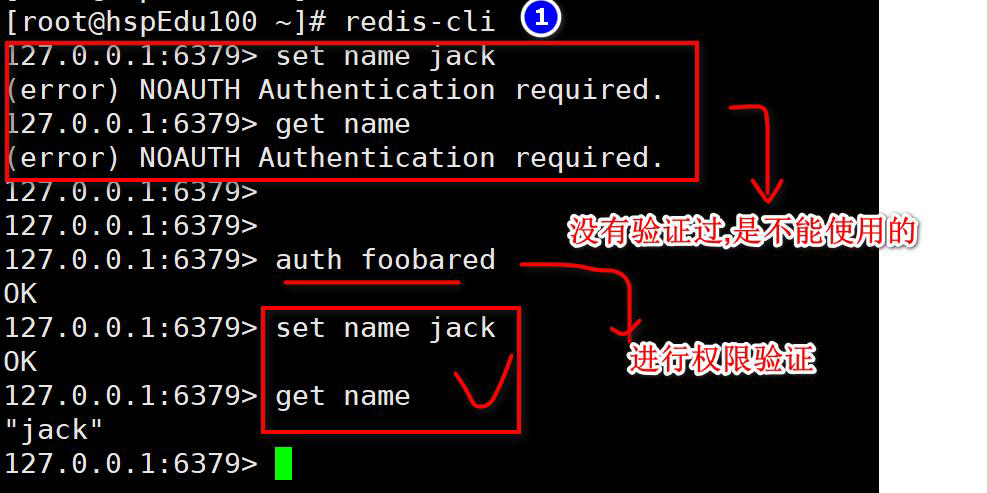 [root@hspEdu100 ~]# redis-cli
1
127.0.0.1:6379> set name jack
(error) NOAUTH Authentication required.
127.0.0.1:6379> get name
(error) NOAUTH Authentication required.
127.0.0.1:6379>
127.0.0.1:6379>
没有验证过,是不能使用的
127.0.0.1:6379> auth foobared
OK
127.0.0.1:6379> set name jack
OK
进行权限验证
127.0.0.1:6379> get name
"jack"
127.0.0.1:6379>